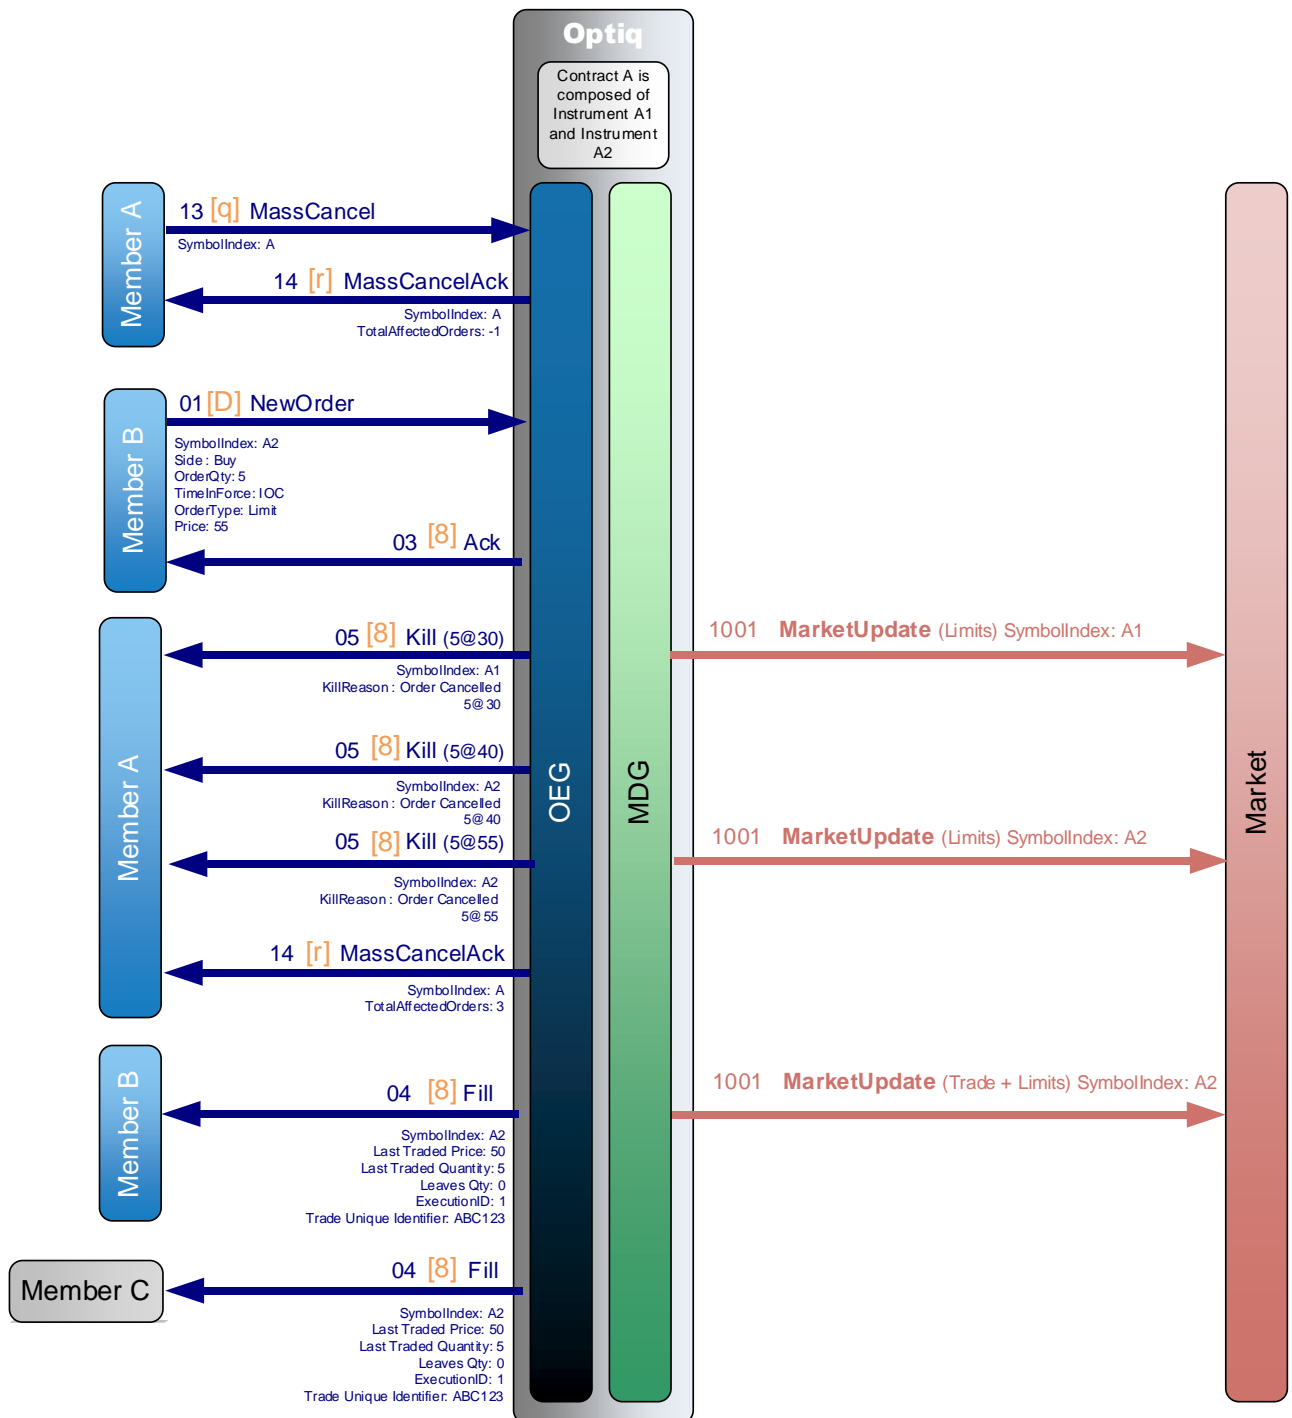 Optiq
Contract A is
composed of
Instrument A1
and Instrument
A2
Member A
13 [q] MassCancel
SymbolIndex: A
14 [r] MassCancelAck
SymbolIndex: A
TotalAffectedOrders: -1
Member B
01 [D] NewOrder
SymbolIndex: A2
Side : Buy
OrderQty: 5
TimeInForce: IOC
OrderType: Limit
Price: 55
03 [8] Ack
Member A
05 [8] Kill (5@30)
SymbolIndex: A1
KillReason : Order Cancelled
5@30
1001 MarketUpdate (Limits) SymbolIndex: A1
05 [8] Kill (5@40)
SymbolIndex: A2
KillReason : Order Cancelled
5@40
OEG
MDG
Market
05 [8] Kill (5@55)
SymbolIndex: A2
KillReason : Order Cancelled
5@55
1001 MarketUpdate (Limits) SymbolIndex: A2
14 [r] MassCancelAck
SymbolIndex: A
TotalAffectedOrders: 3
Member B
04 [8] Fill
SymbolIndex: A2
Last Traded Price: 50
Last Traded Quantity: 5
Leaves Qty: 0
ExecutionID: 1
Trade Unique Identifier: ABC123
1001 MarketUpdate (Trade + Limits) SymbolIndex: A2
Member C
04 [8] Fill
SymbolIndex: A2
Last Traded Price: 50
Last Traded Quantity: 5
Leaves Qty: 0
ExecutionID: 1
Trade Unique Identifier: ABC123